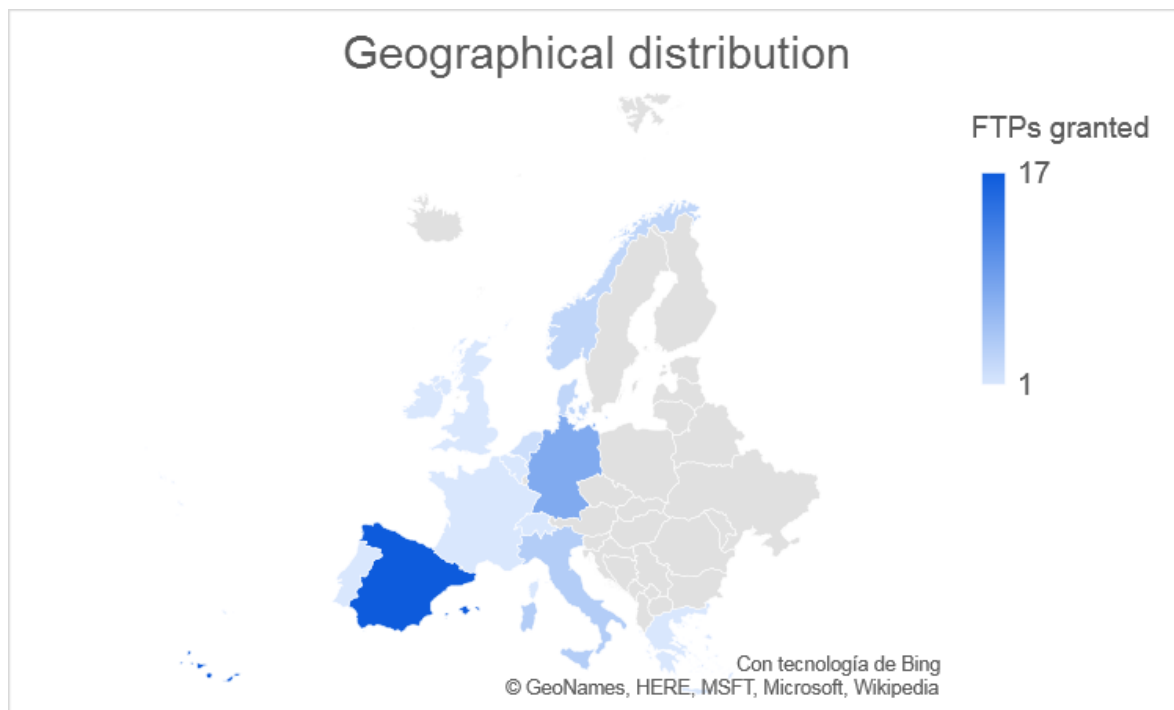 Geographical distribution
FTPs granted
17
1
Con tecnología de Bing
© GeoNames, HERE, MSFT, Microsoft, Wikipedia